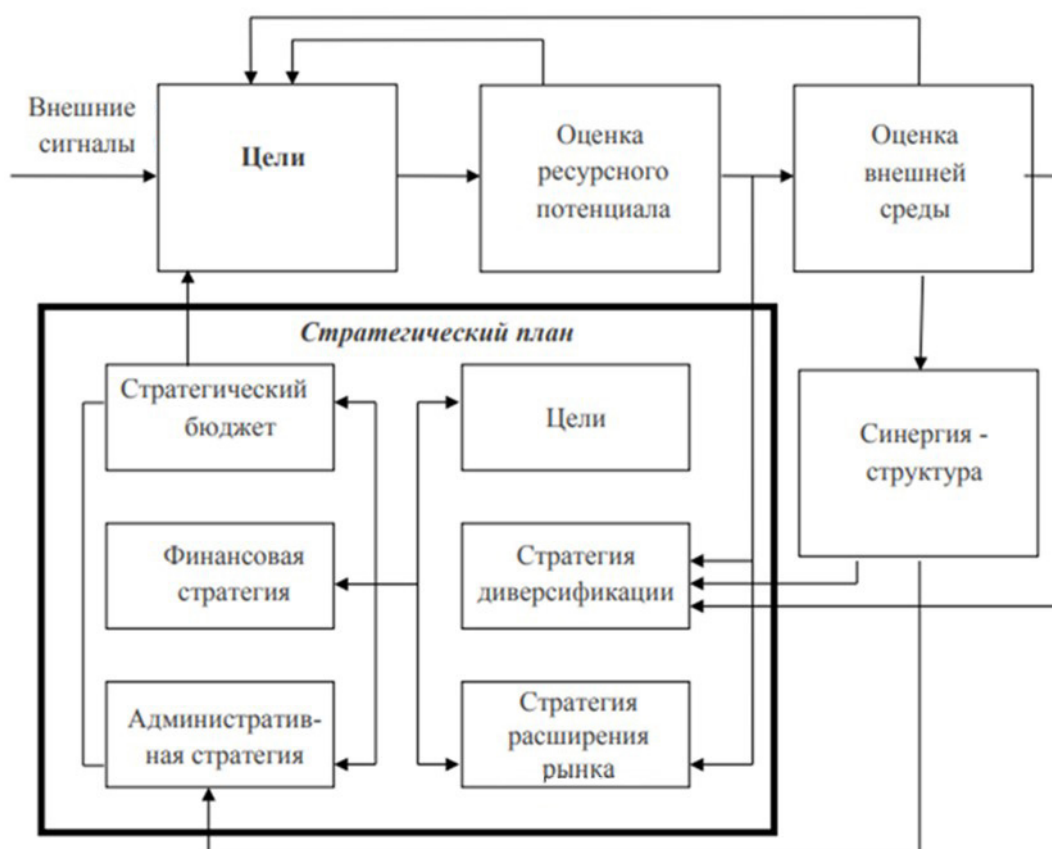 Внешние
сигналы
Цели
Оценка
ресурсного
потенциала
Оценка
внешней
среды
Стратегический план
Стратегический
бюджет
Цели
Синергия -
структура
Финансовая
стратегия
Стратегия
диверсификации
Административ-
ная стратегия
Стратегия
расширения
рынка